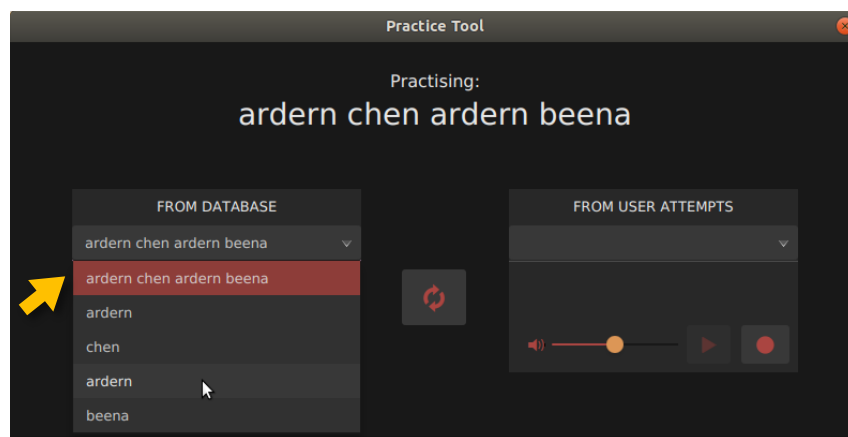 Practice Tool
Practising:
ardern chen ardern beena
FROM DATABASE
ardern chen ardern beena
ardern chen ardern beena
ardern
chen
ardern
beena
FROM USER ATTEMPTS